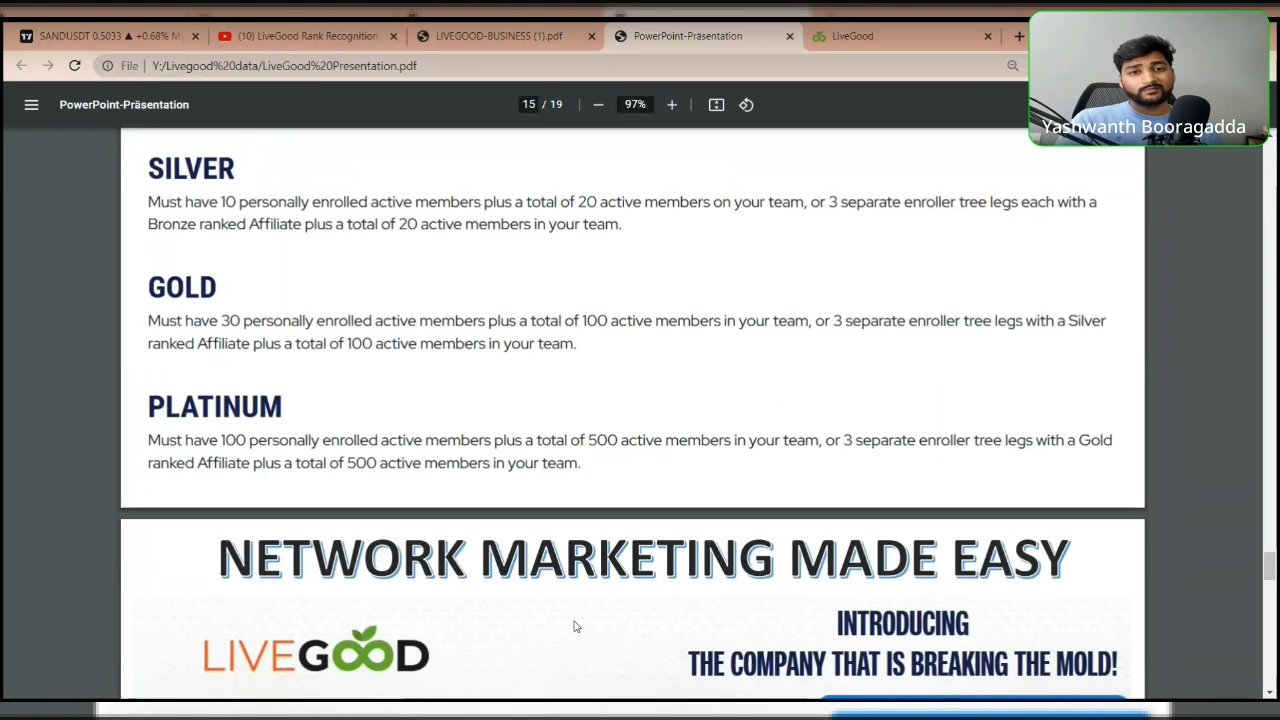 SANDUSDT 0.5033 ▲ +0.68% M
(10) LiveGood Rank Recognition
LIVEGOOD-BUSINESS (1).pdf
PowerPoint-Präsentation
LiveGood
File | Y:/Livegood%20data/LiveGood%20Presentation.pdf
PowerPoint-Präsentation
15 / 19
97%
Yashwanth Booragadda
SILVER
Must have 10 personally enrolled active members plus a total of 20 active members on your team, or 3 separate enroller tree legs each with a
Bronze ranked Affiliate plus a total of 20 active members in your team.
GOLD
Must have 30 personally enrolled active members plus a total of 100 active members in your team, or 3 separate enroller tree legs with a Silver
ranked Affiliate plus a total of 100 active members in your team.
PLATINUM
Must have 100 personally enrolled active members plus a total of 500 active members in your team, or 3 separate enroller tree legs with a Gold
ranked Affiliate plus a total of 500 active members in your team.
NETWORK MARKETING MADE EASY
LIVEGOOD
INTRODUCING
THE COMPANY THAT IS BREAKING THE MOLD!